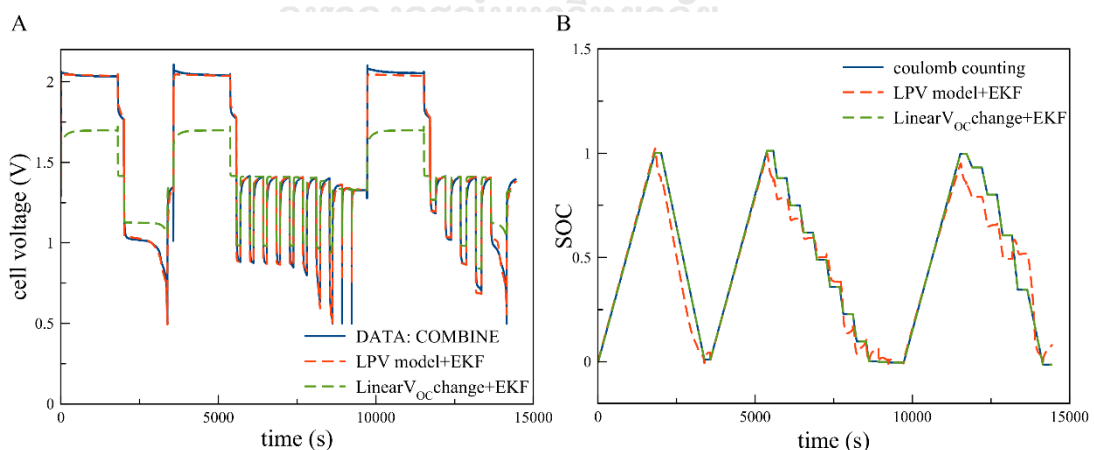 A
B
2
1.5
1
0.5
cell voltage (V)
0
5000
10000
15000
time (s)
DATA: COMBINE
LPV model+EKF
LinearVOCchange+EKF
1.5
1
0.5
0
SOC
0
5000
10000
15000
time (s)
coulomb counting
LPV model+EKF
LinearVOCchange+EKF